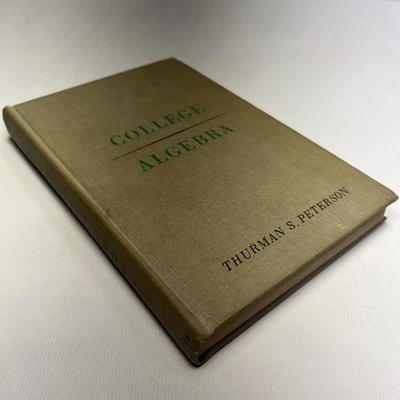 COLLEGE
ALGEBRA
THURMAN S. PETERSON